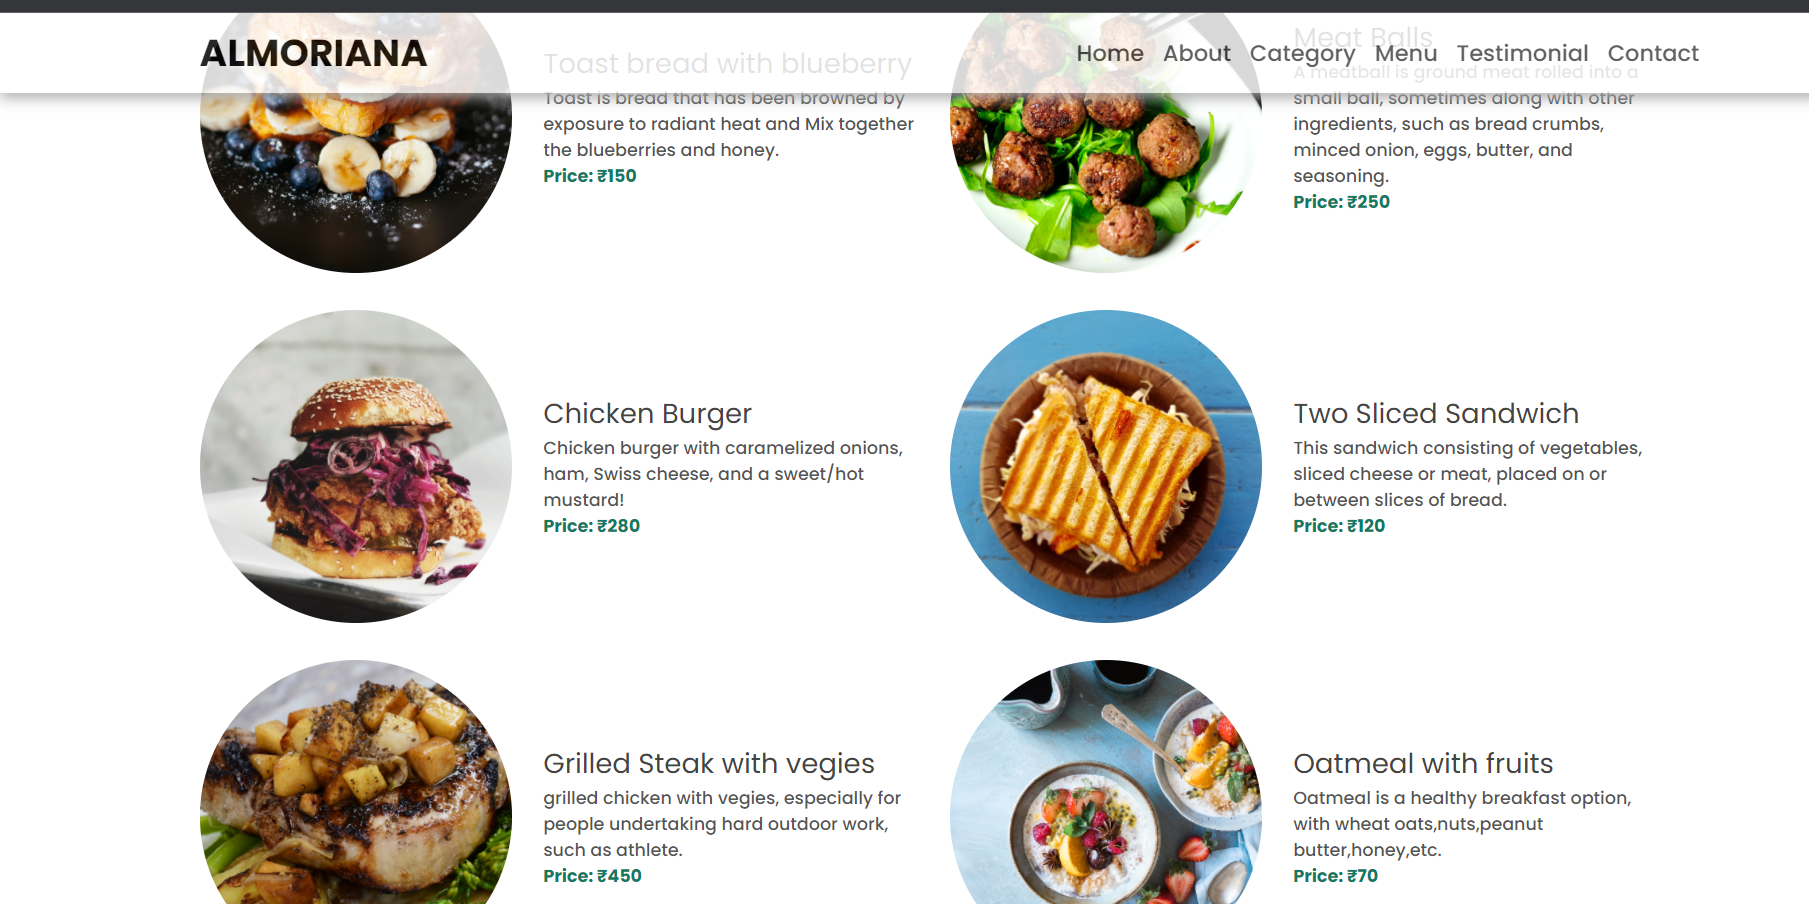 ALMORIANA
Home About Category Menu Testimonial Contact
Toast bread with blueberry
Toast is bread that has been browned by
exposure to radiant heat and Mix together
the blueberries and honey.
Price: ₹150
Meat Balls
A meatball is ground meat rolled into a
small ball, sometimes along with other
ingredients, such as bread crumbs,
minced onion, eggs, butter, and
seasoning.
Price: ₹250
Chicken Burger
Chicken burger with caramelized onions,
ham, Swiss cheese, and a sweet/hot
mustard!
Price: ₹280
Two Sliced Sandwich
This sandwich consisting of vegetables,
sliced cheese or meat, placed on or
between slices of bread.
Price: ₹120
Grilled Steak with vegies
grilled chicken with vegies, especially for
people undertaking hard outdoor work,
such as athlete.
Price: ₹450
Oatmeal with fruits
Oatmeal is a healthy breakfast option,
with wheat oats,nuts,peanut
butter,honey,etc.
Price: ₹70